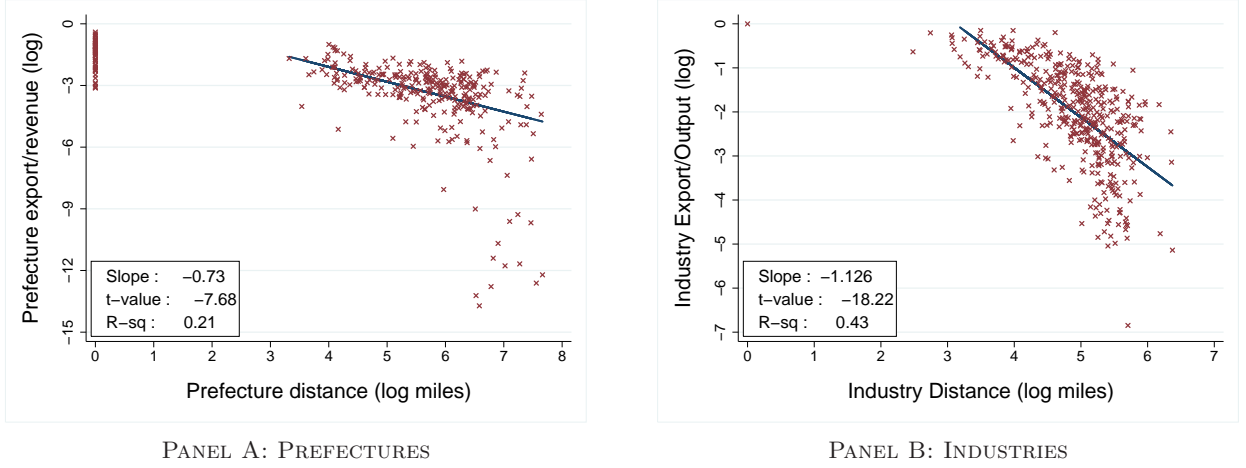 Prefecture export/revenue (log)
0
−3
−6
−9
−12
−15
Slope : −0.73
t−value : −7.68
R−sq : 0.21
0 1 2 3 4 5 6 7 8
Prefecture distance (log miles)
PANEL A: PREFECTURES
Industry Export/Output (log)
0
−1
−2
−3
−4
−5
−6
−7
Slope : −1.126
t−value : −18.22
R−sq : 0.43
0 1 2 3 4 5 6 7
Industry Distance (log miles)
PANEL B: INDUSTRIES